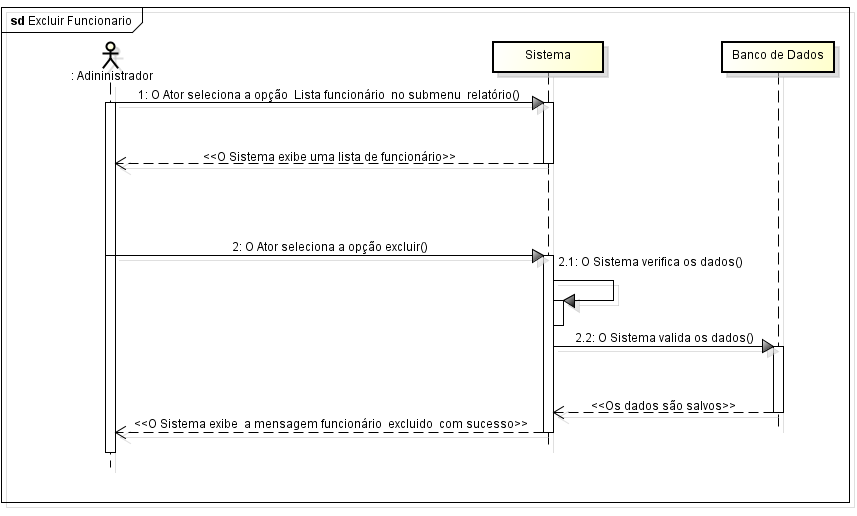 sd Excluir Funcionario
: Adininistrador
Sistema
Banco de Dados
1: O Ator seleciona a opção Lista funcionário no submenu relatório()
<<O Sistema exibe uma lista de funcionário>>
2: O Ator seleciona a opção excluir()
2.1: O Sistema verifica os dados()
2.2: O Sistema valida os dados()
<<Os dados são salvos>>
<<O Sistema exibe a mensagem funcionário excluido com sucesso>>